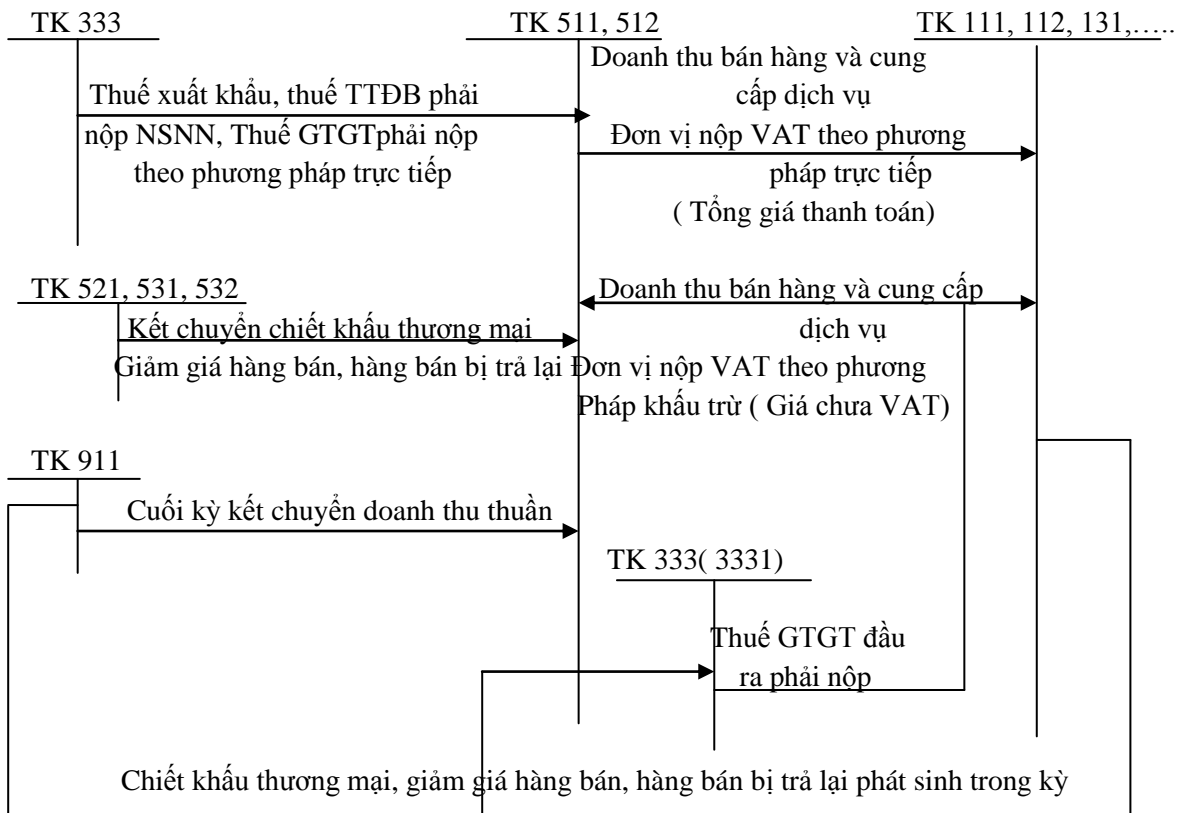 TK 333
TK 511, 512
TK 111, 112, 131,…..
Doanh thu bán hàng và cung
cấp dịch vụ
Thuế xuất khẩu, thuế TTĐB phải
nộp NSNN, Thuế GTGTphải nộp
theo phương pháp trực tiếp
Đơn vị nộp VAT theo phương
pháp trực tiếp
( Tổng giá thanh toán)
TK 521, 531, 532
Doanh thu bán hàng và cung cấp
dịch vụ
Kết chuyển chiết khấu thương mại
Giảm giá hàng bán, hàng bán bị trả lại
Đơn vị nộp VAT theo phương
Pháp khấu trừ ( Giá chưa VAT)
TK 911
Cuối kỳ kết chuyển doanh thu thuần
TK 333( 3331)
Thuế GTGT đầu
ra phải nộp
Chiết khấu thương mại, giảm giá hàng bán, hàng bán bị trả lại phát sinh trong kỳ